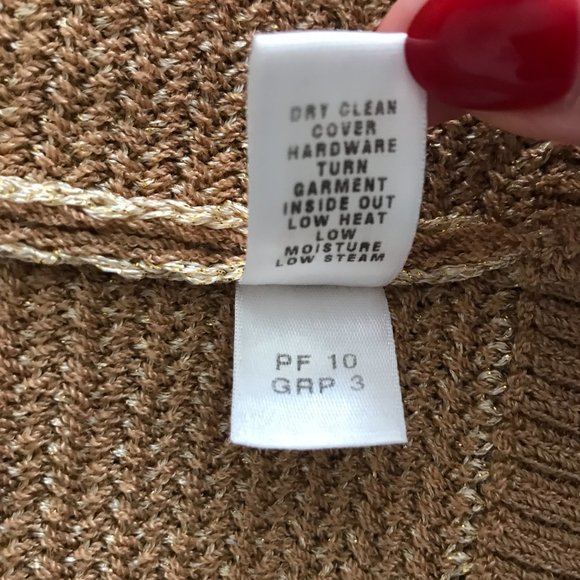 DRY CLEAN
COVER
HARDWARE
TURN
GARMENT
INSIDE OUT
LOW HEAT
LOW
MOISTURE
LOW STEAM
PF 10
GRP 3